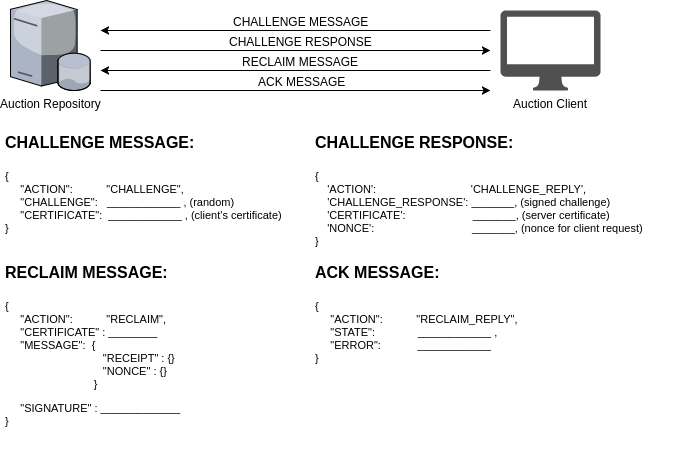 CHALLENGE MESSAGE
CHALLENGE RESPONSE
RECLAIM MESSAGE
ACK MESSAGE
Auction Repository
Auction Client
CHALLENGE MESSAGE:
{
"ACTION": "CHALLENGE",
"CHALLENGE": ____________ , (random)
"CERTIFICATE": ____________ , (client's certificate)
}
CHALLENGE RESPONSE:
{
'ACTION': 'CHALLENGE_REPLY',
'CHALLENGE_RESPONSE': _______, (signed challenge)
'CERTIFICATE': _______, (server certificate)
'NONCE': _______, (nonce for client request)
}
RECLAIM MESSAGE:
{
"ACTION": "RECLAIM",
"CERTIFICATE" : ________
"MESSAGE": {
"RECEIPT" : {}
"NONCE" : {}
}
"SIGNATURE" : _____________
}
ACK MESSAGE:
{
"ACTION": "RECLAIM_REPLY",
"STATE": ____________ ,
"ERROR": ____________
}